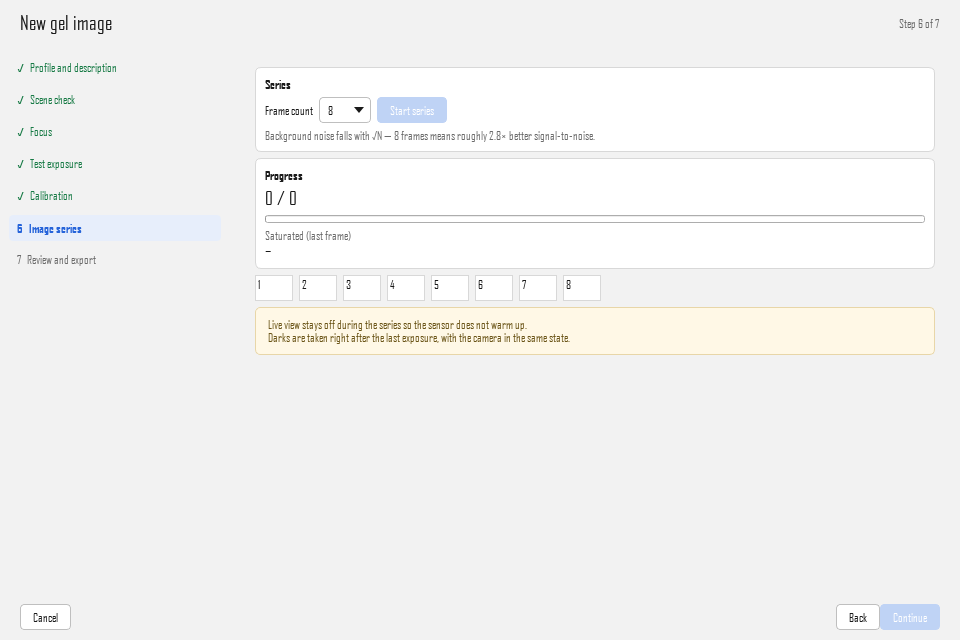 New gel image
Step 6 of 7
✓ Profile and description
✓ Scene check
✓ Focus
✓ Test exposure
✓ Calibration
6 Image series
7 Review and export
Series
Frame count 8 Start series
Background noise falls with √N — 8 frames means roughly 2.8× better signal-to-noise.
Progress
0 / 0
Saturated (last frame)
—
1 2 3 4 5 6 7 8
Live view stays off during the series so the sensor does not warm up.
Darks are taken right after the last exposure, with the camera in the same state.
Cancel
Back Continue